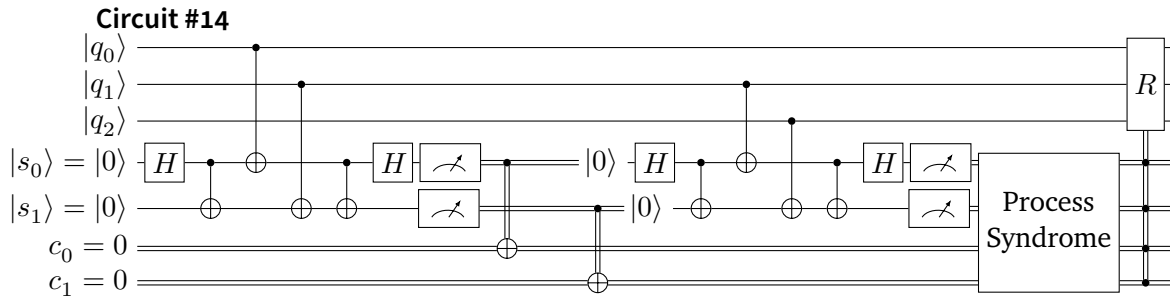 Circuit #14
|q₀⟩
|q₁⟩ R
|q₂⟩
|s₀⟩ = |0⟩ H H |0⟩ H H
|s₁⟩ = |0⟩ |0⟩
Process
Syndrome
c₀ = 0
c₁ = 0